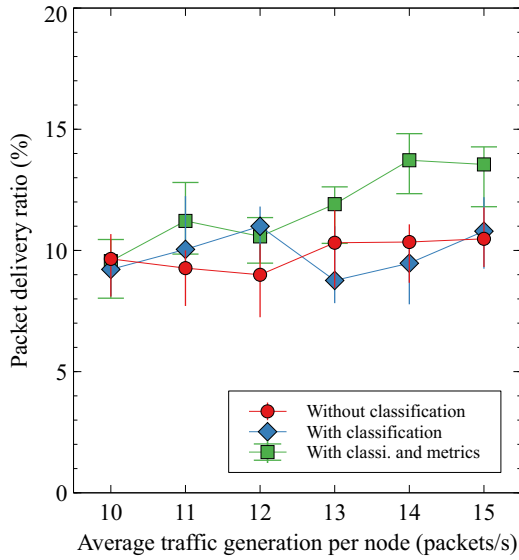 20
15
10
5
0
Packet delivery ratio (%)
Without classification
With classification
With classi. and metrics
10 11 12 13 14 15
Average traffic generation per node (packets/s)